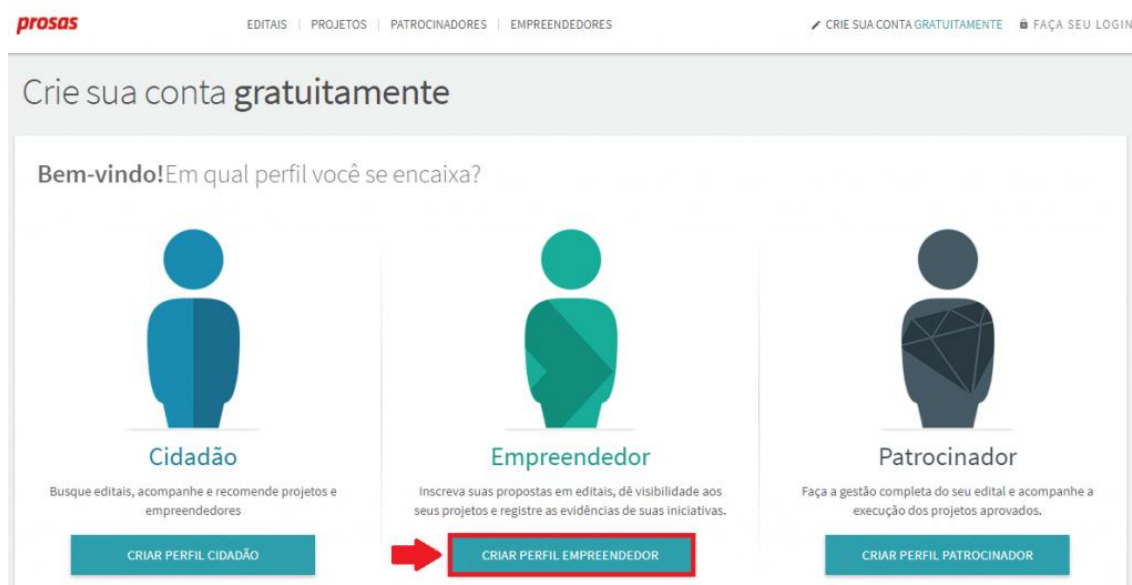 prosas
EDITAIS | PROJETOS | PATROCINADORES | EMPREENDEDORES
CRIE SUA CONTA GRATUITAMENTE
FAÇA SEU LOGIN
Crie sua conta gratuitamente
Bem-vindo!Em qual perfil você se encaixa?
Cidadão
Busque editais, acompanhe e recomende projetos e
empreendedores
CRIAR PERFIL CIDADÃO
Empreendedor
Inscreva suas propostas em editais, dê visibilidade aos
seus projetos e registre as evidências de suas iniciativas.
CRIAR PERFIL EMPREENDEDOR
Patrocinador
Faça a gestão completa do seu edital e acompanhe a
execução dos projetos aprovados.
CRIAR PERFIL PATROCINADOR